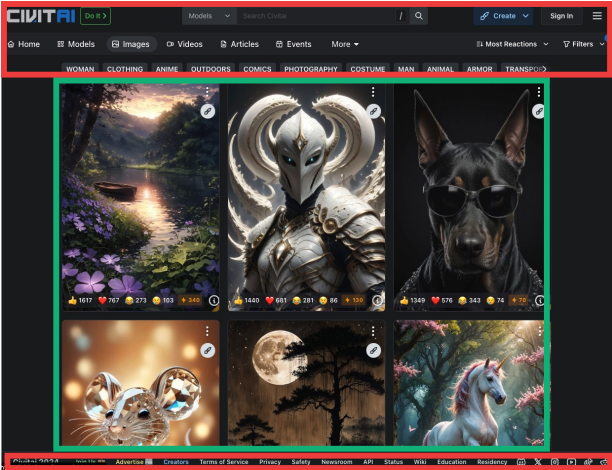 CIVITAI Do It > Models Search Civitai / Create Sign In
Home Models Images Videos Articles Events More Most Reactions Filters
WOMAN CLOTHING ANIME OUTDOORS COMICS PHOTOGRAPHY COSTUME MAN ANIMAL ARMOR
1617 767 273 103 340
1440 681 281 86 130
1349 576 343 74 70
Civitai 2024 Advertise Creators Terms of Service Privacy Safety Newsroom API Status Wiki Education Residency